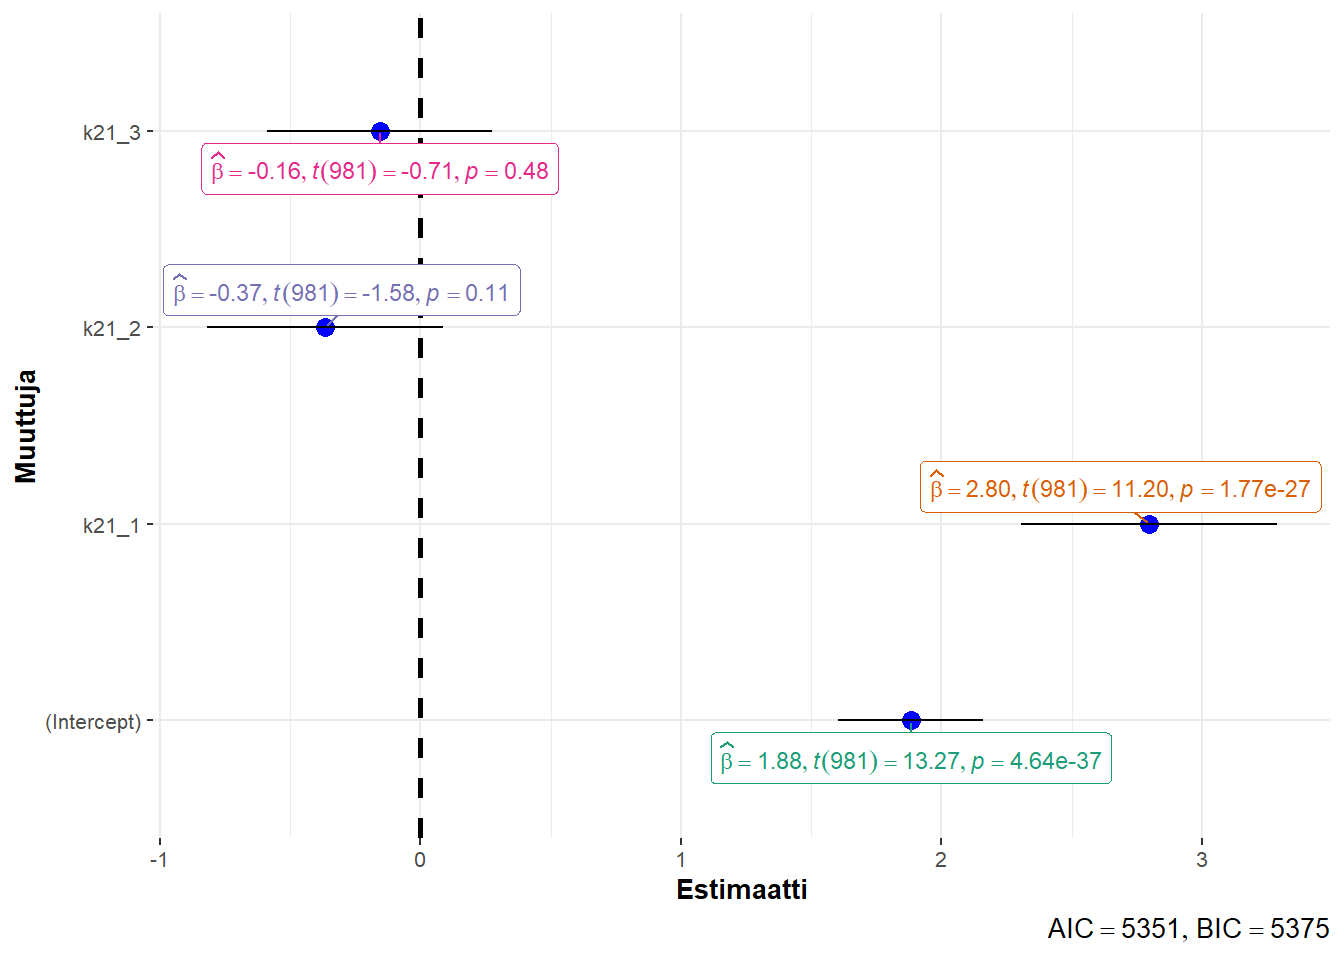 k21_3
β̂ = -0.16, t(981) = -0.71, p = 0.48
β̂ = -0.37, t(981) = -1.58, p = 0.11
k21_2
Muuttuja
β̂ = 2.80, t(981) = 11.20, p = 1.77e-27
k21_1
(Intercept)
β̂ = 1.88, t(981) = 13.27, p = 4.64e-37
-1 0 1 2 3
Estimaatti
AIC = 5351, BIC = 5375